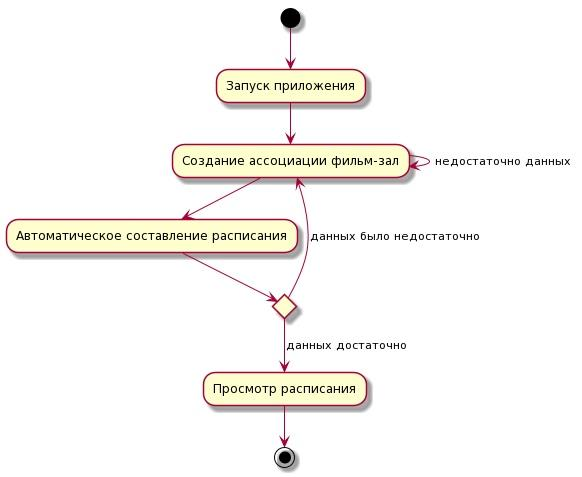 Запуск приложения
Создание ассоциации фильм-зал
недостаточно данных
Автоматическое составление расписания
данных было недостаточно
данных достаточно
Просмотр расписания